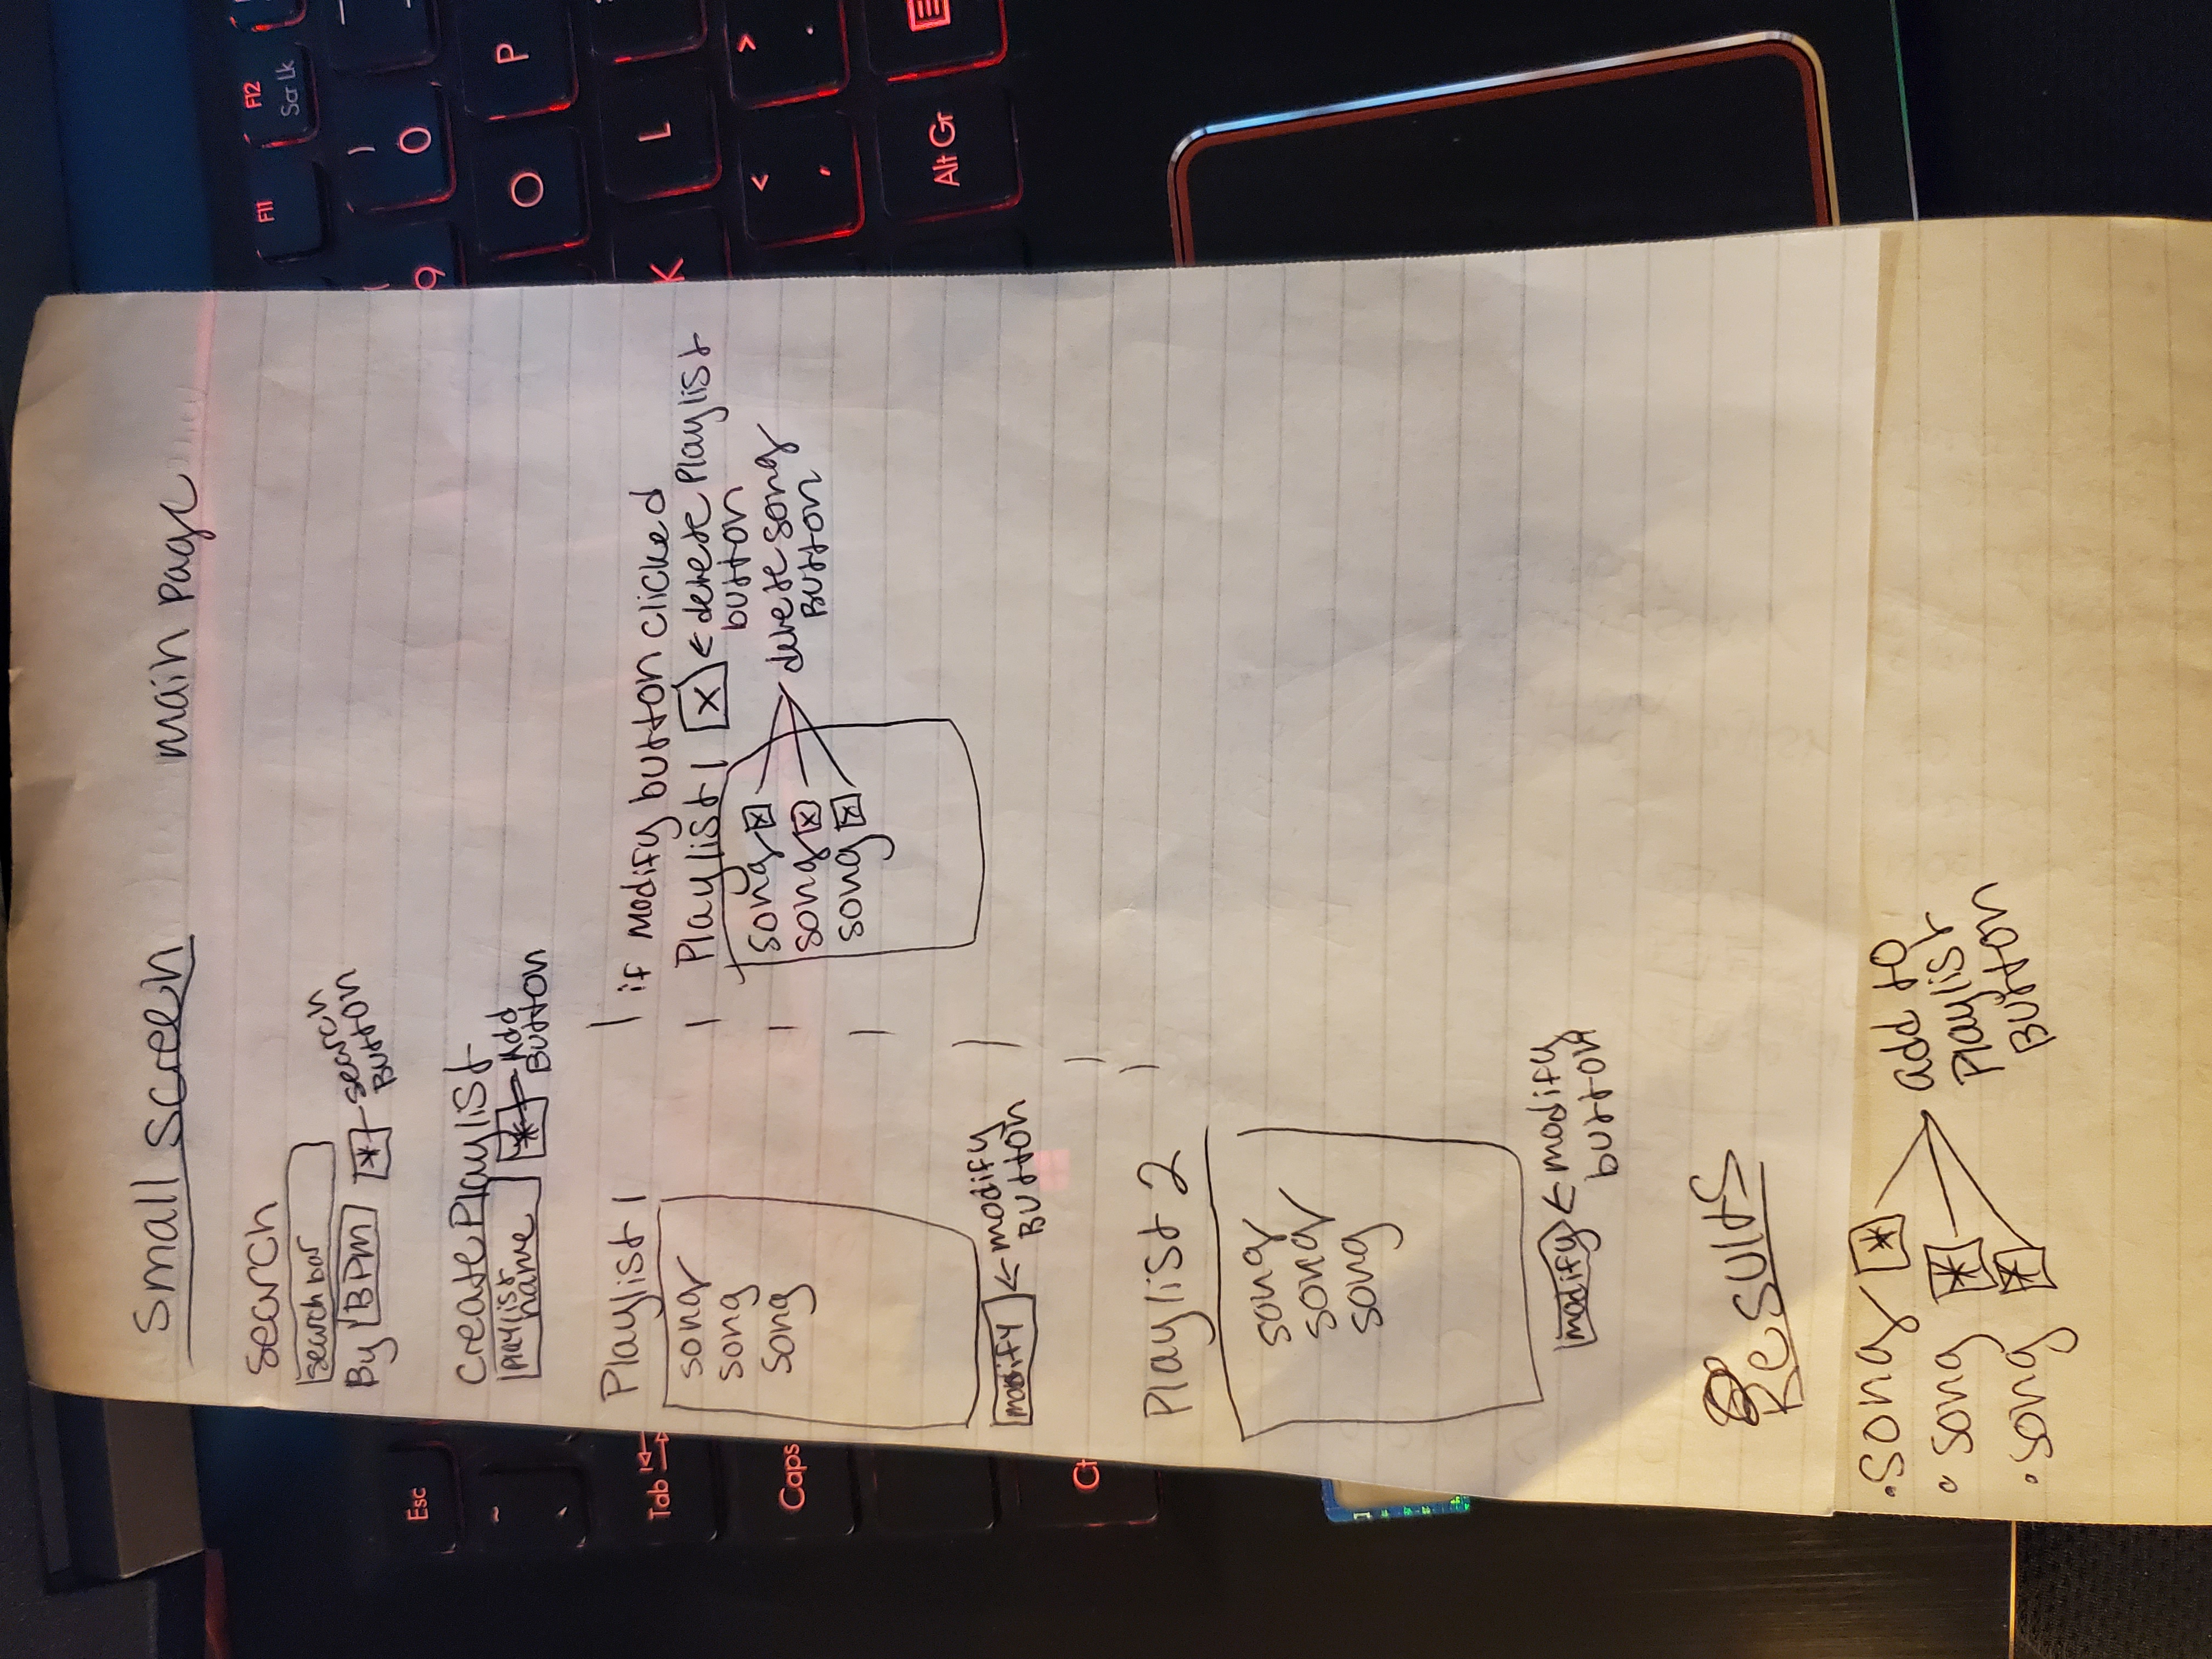 small screen
main page
search
search bar
By BPM * search
Button
create Playlist
Playlist
name
* Add
Button
Playlist 1
song
song
song
modify ← modify
Button
if modify button clicked
Playlist 1 X ← delete Playlist
button
song x
song x
song x
delete song
Button
Playlist 2
song
song
song
modify ← modify
button
Results
• song *
• song *
• song *
add to
Playlist
Button
Esc
~
`
Tab
Caps
Ct
F11
F12
Scr Lk
(
9
)
0
O
P
K
L
<
,
>
.
Alt Gr